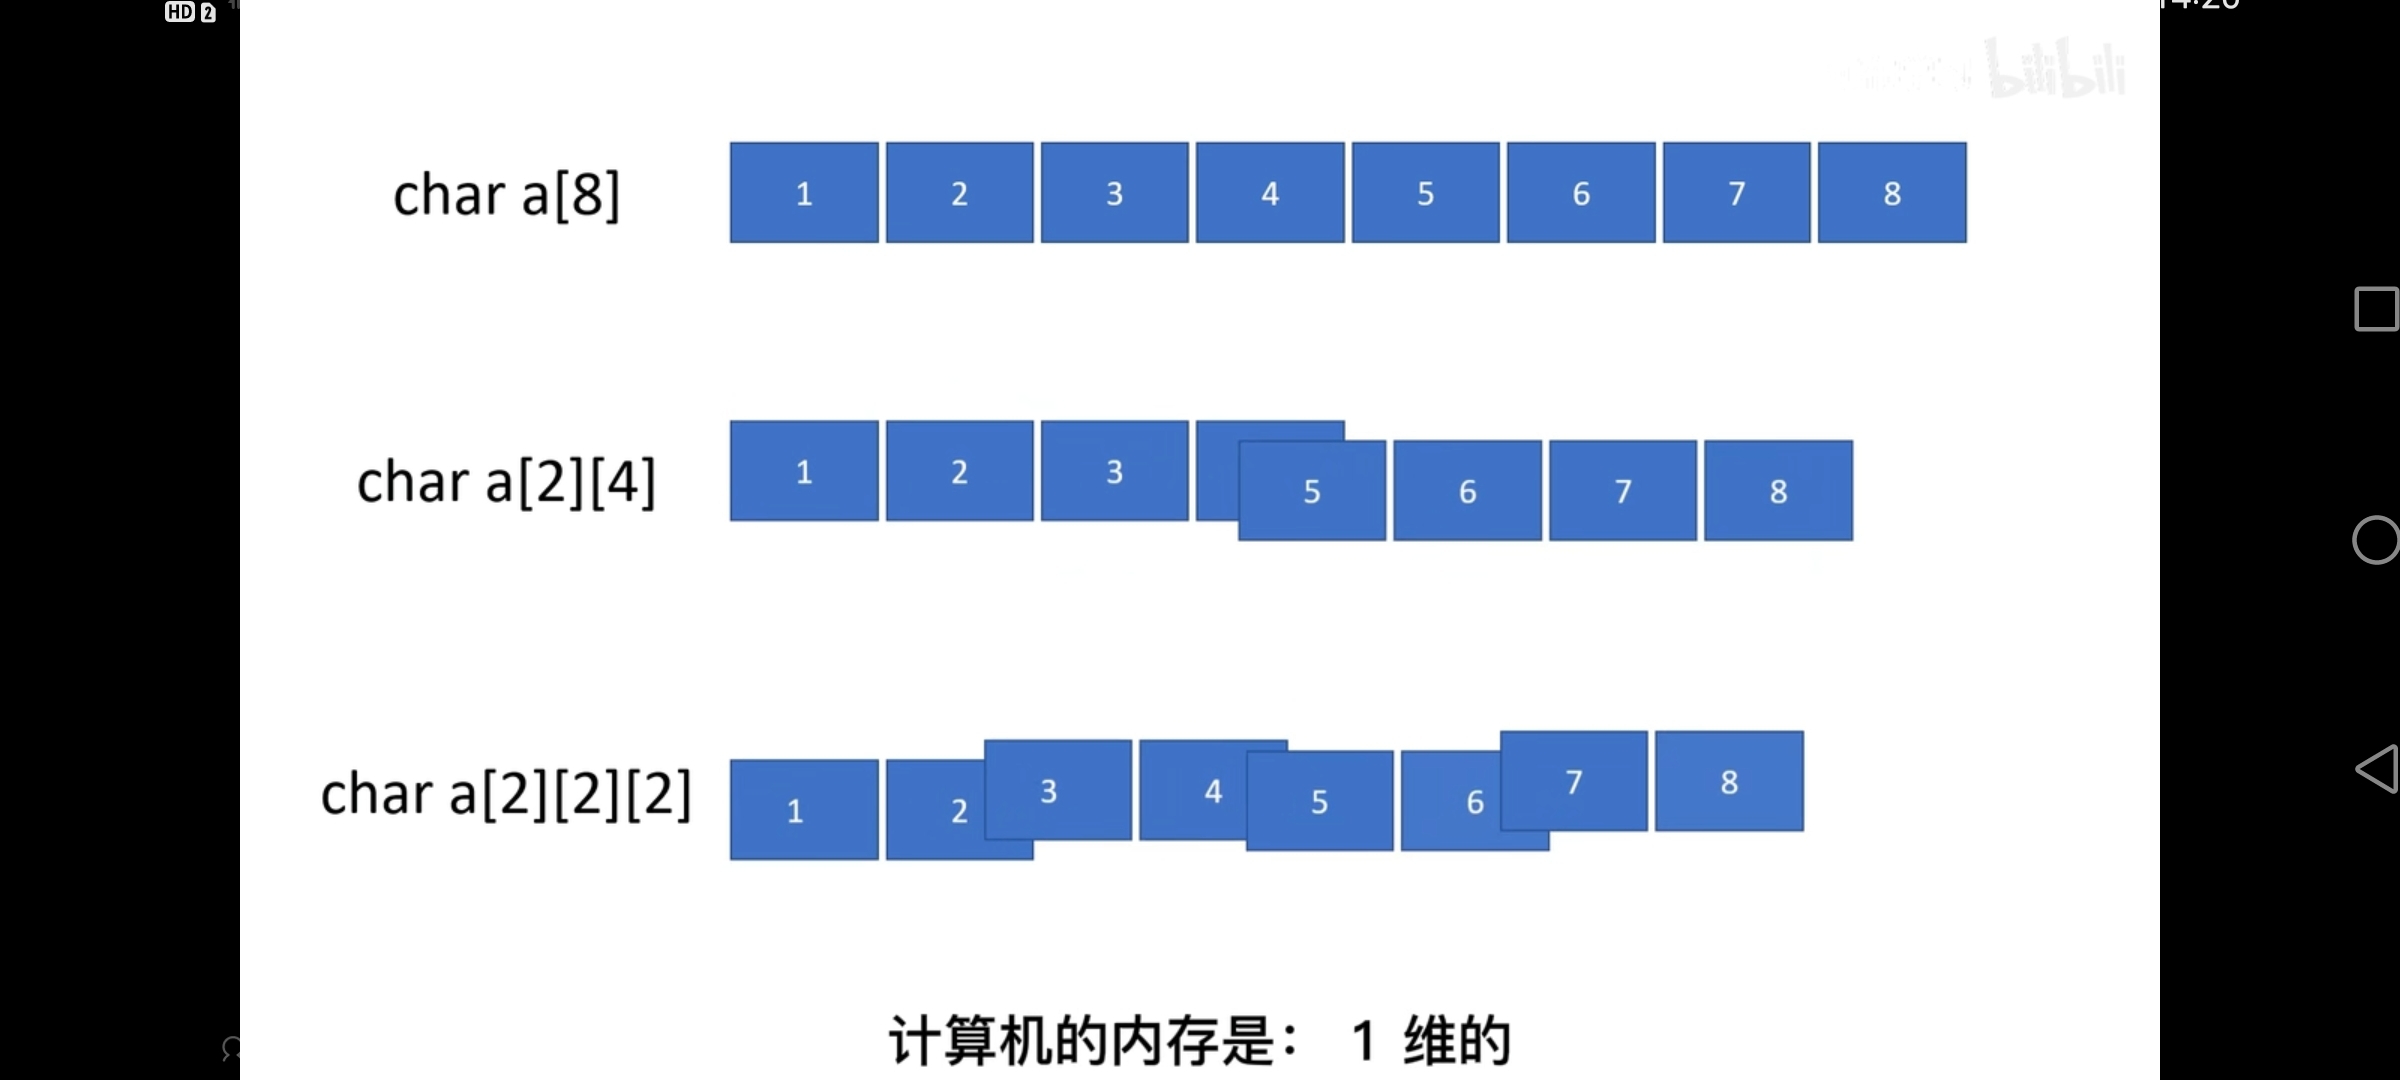 HD 2
bilibili
char a[8] 1 2 3 4 5 6 7 8
char a[2][4] 1 2 3 5 6 7 8
char a[2][2][2] 1 2 3 4 5 6 7 8
计算机的内存是： 1 维的